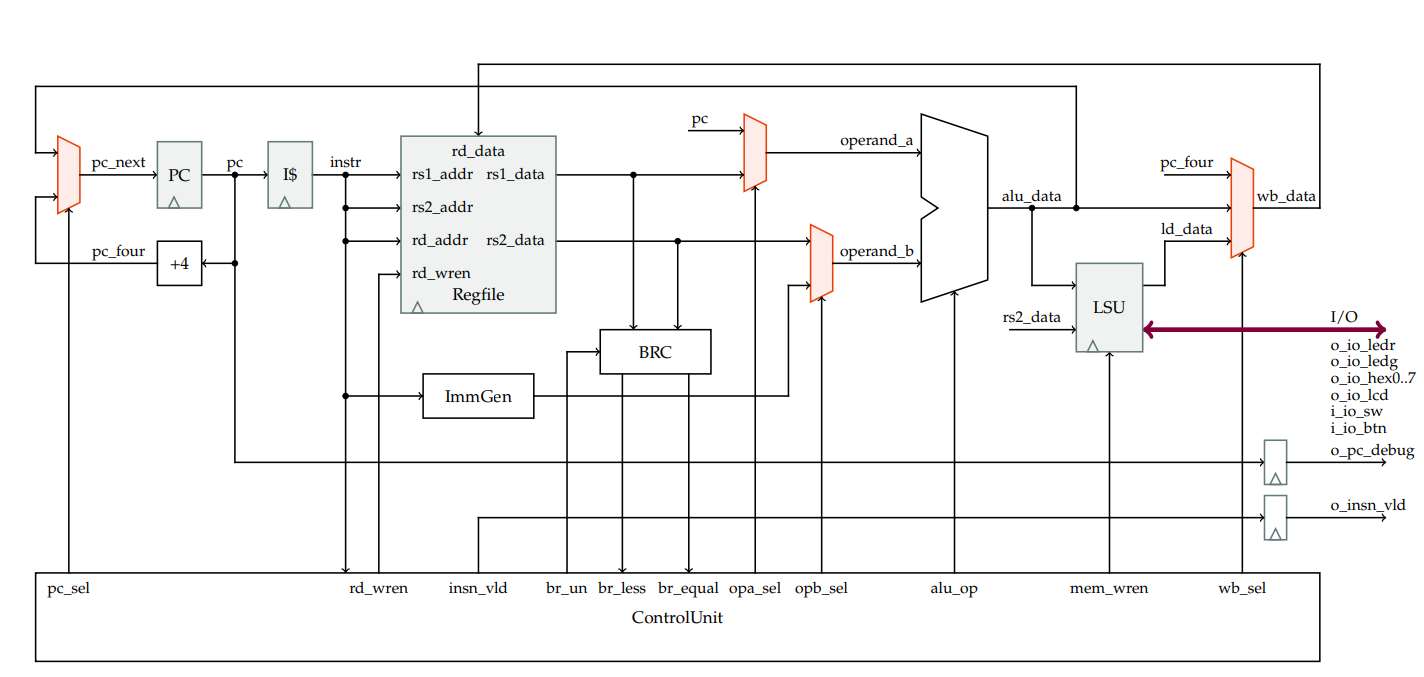 pc_next
PC
pc
I$
instr
pc_four
+4
rd_data
rs1_addr rs1_data
rs2_addr
rd_addr rs2_data
rd_wren
Regfile
BRC
ImmGen
pc
operand_a
operand_b
alu_data
pc_four
wb_data
ld_data
LSU
rs2_data
I/O
o_io_ledr
o_io_ledg
o_io_hex0..7
o_io_lcd
i_io_sw
i_io_btn
o_pc_debug
o_insn_vld
pc_sel rd_wren insn_vld br_un br_less br_equal opa_sel opb_sel alu_op mem_wren wb_sel
ControlUnit